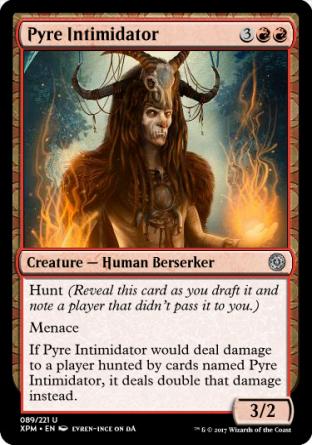 Pyre Intimidator 3
Creature — Human Berserker
Hunt (Reveal this card as you draft it and
note a player that didn't pass it to you.)
Menace
If Pyre Intimidator would deal damage
to a player hunted by cards named Pyre
Intimidator, it deals double that damage
instead.
3/2
089/221 U
XPM • EN EVREN-INCE ON DA
™ & © 2017 Wizards of the Coast